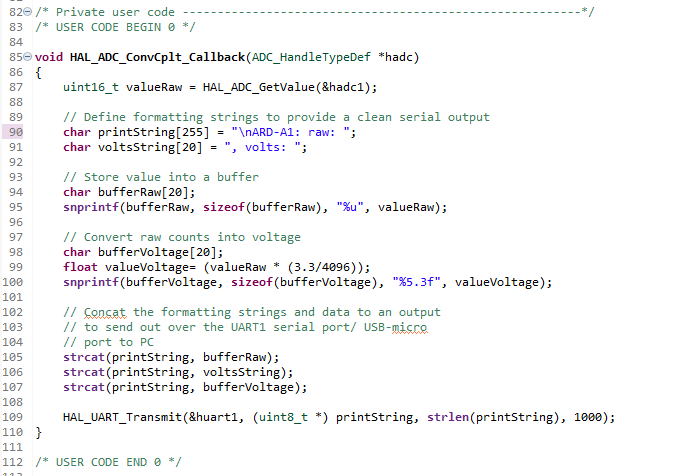 82 /* Private user code ---------------------------------------------------------*/
83 /* USER CODE BEGIN 0 */
84
85 void HAL_ADC_ConvCplt_Callback(ADC_HandleTypeDef *hadc)
86 {
87     uint16_t valueRaw = HAL_ADC_GetValue(&hadc1);
88
89     // Define formatting strings to provide a clean serial output
90     char printString[255] = "\nARD-A1: raw: ";
91     char voltsString[20] = ", volts: ";
92
93     // Store value into a buffer
94     char bufferRaw[20];
95     snprintf(bufferRaw, sizeof(bufferRaw), "%u", valueRaw);
96
97     // Convert raw counts into voltage
98     char bufferVoltage[20];
99     float valueVoltage= (valueRaw * (3.3/4096));
100     snprintf(bufferVoltage, sizeof(bufferVoltage), "%5.3f", valueVoltage);
101
102     // Concat the formatting strings and data to an output
103     // to send out over the UART1 serial port/ USB-micro
104     // port to PC
105     strcat(printString, bufferRaw);
106     strcat(printString, voltsString);
107     strcat(printString, bufferVoltage);
108
109     HAL_UART_Transmit(&huart1, (uint8_t *) printString, strlen(printString), 1000);
110 }
111
112 /* USER CODE END 0 */